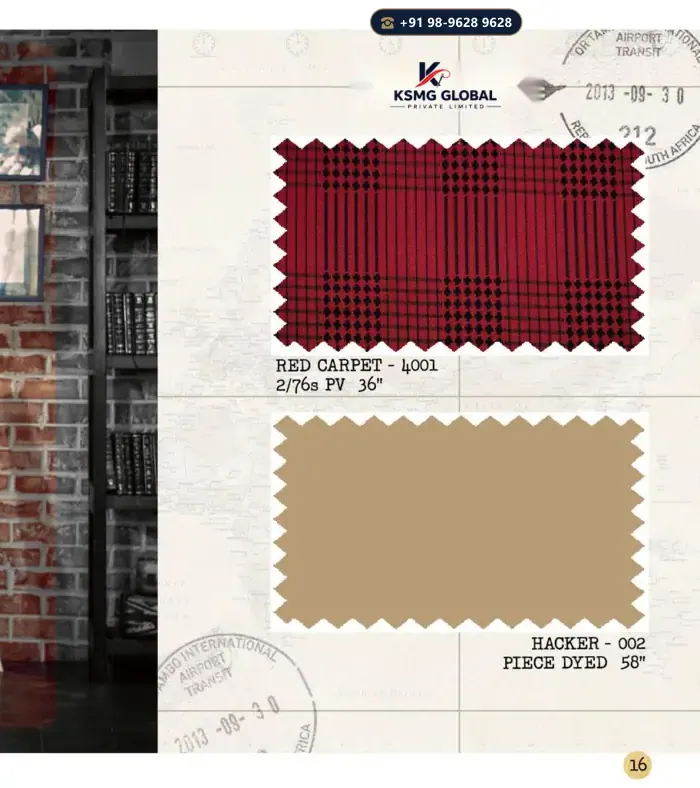 ☎ +91 98-9628 9628
KSMG GLOBAL
PRIVATE LIMITED
AIRPORT
TRANSIT
2013 -09- 3 0
212
RED CARPET - 4001
2/76s PV 36"
HACKER - 002
PIECE DYED 58"
INTERNATIONAL
AIRPORT
TRANSIT
2013 -09- 3 0
16